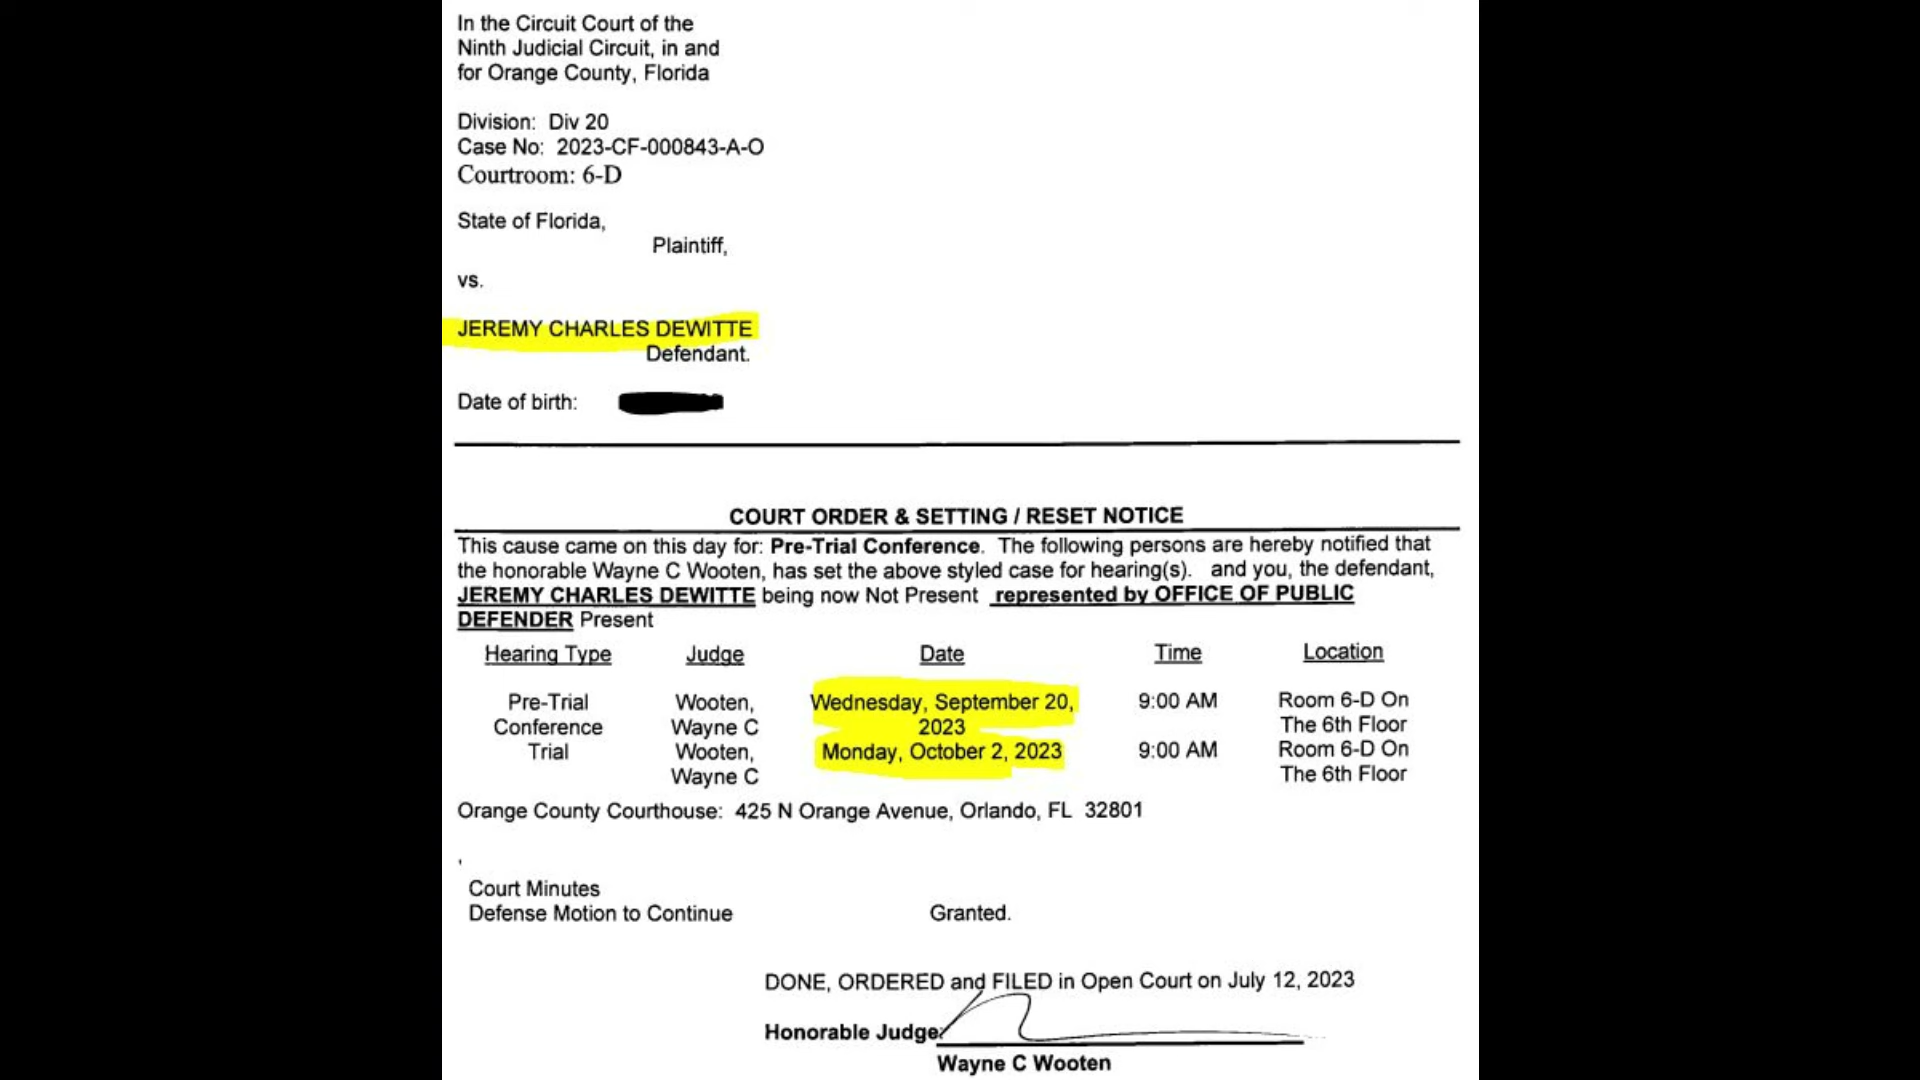 In the Circuit Court of the
Ninth Judicial Circuit, in and
for Orange County, Florida
Division: Div 20
Case No: 2023-CF-000843-A-O
Courtroom: 6-D
State of Florida,
Plaintiff,
vs.
JEREMY CHARLES DEWITTE
Defendant.
Date of birth:
COURT ORDER & SETTING / RESET NOTICE
This cause came on this day for: Pre-Trial Conference. The following persons are hereby notified that
the honorable Wayne C Wooten, has set the above styled case for hearing(s). and you, the defendant,
JEREMY CHARLES DEWITTE being now Not Present represented by OFFICE OF PUBLIC
DEFENDER Present
Hearing Type Judge Date Time Location
Pre-Trial Wooten, Wednesday, September 20, 9:00 AM Room 6-D On
Conference Wayne C 2023 The 6th Floor
Trial Wooten, Monday, October 2, 2023 9:00 AM Room 6-D On
Wayne C The 6th Floor
Orange County Courthouse: 425 N Orange Avenue, Orlando, FL 32801
Court Minutes
Defense Motion to Continue Granted.
DONE, ORDERED and FILED in Open Court on July 12, 2023
Honorable Judge:
Wayne C Wooten